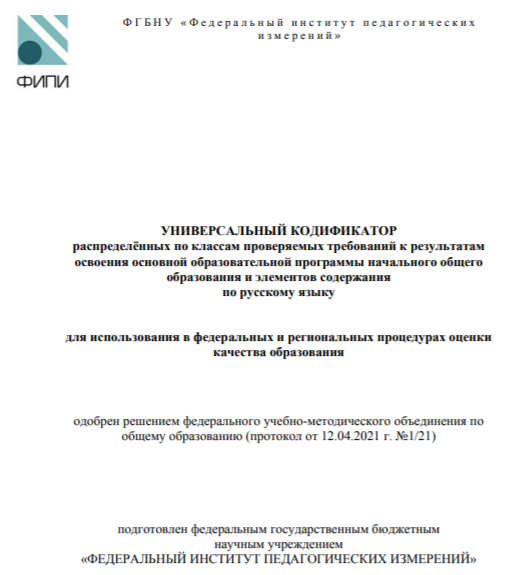 ФГБНУ «Федеральный институт педагогических
измерений»
ФИПИ
УНИВЕРСАЛЬНЫЙ КОДИФИКАТОР
распределённых по классам проверяемых требований к результатам
освоения основной образовательной программы начального общего
образования и элементов содержания
по русскому языку
для использования в федеральных и региональных процедурах оценки
качества образования
одобрен решением федерального учебно-методического объединения по
общему образованию (протокол от 12.04.2021 г. №1/21)
подготовлен федеральным государственным бюджетным
научным учреждением
«ФЕДЕРАЛЬНЫЙ ИНСТИТУТ ПЕДАГОГИЧЕСКИХ ИЗМЕРЕНИЙ»